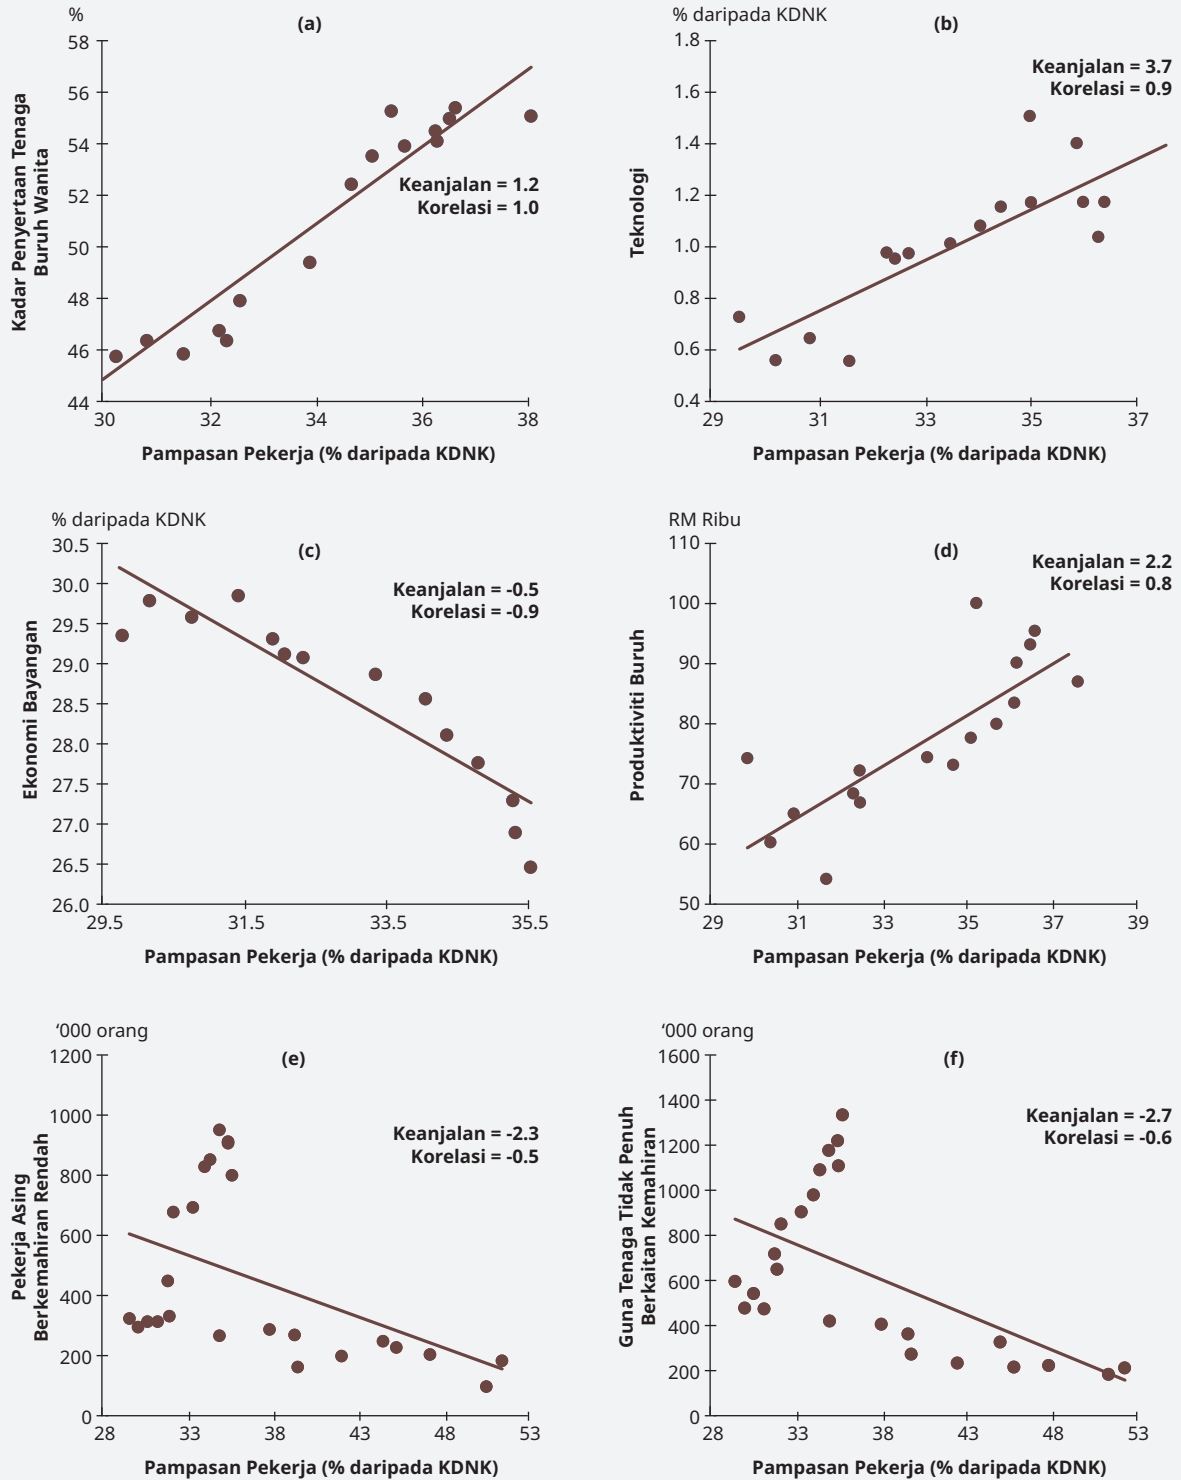 %
(a)
58
56
54
52
50
48
46
44
Kadar Penyertaan Tenaga
Buruh Wanita
Keanjalan = 1.2
Korelasi = 1.0
30
32
34
36
38
Pampasan Pekerja (% daripada KDNK)
% daripada KDNK
(b)
1.8
1.6
1.4
1.2
1.0
0.8
0.6
0.4
Teknologi
Keanjalan = 3.7
Korelasi = 0.9
29
31
33
35
37
Pampasan Pekerja (% daripada KDNK)
% daripada KDNK
(c)
30.5
30.0
29.5
29.0
28.5
28.0
27.5
27.0
26.5
26.0
Ekonomi Bayangan
Keanjalan = -0.5
Korelasi = -0.9
29.5
31.5
33.5
35.5
Pampasan Pekerja (% daripada KDNK)
RM Ribu
(d)
110
100
90
80
70
60
50
Produktiviti Buruh
Keanjalan = 2.2
Korelasi = 0.8
29
31
33
35
37
39
Pampasan Pekerja (% daripada KDNK)
‘000 orang
(e)
1200
1000
800
600
400
200
0
Pekerja Asing
Berkemahiran Rendah
Keanjalan = -2.3
Korelasi = -0.5
28
33
38
43
48
53
Pampasan Pekerja (% daripada KDNK)
‘000 orang
(f)
1600
1400
1200
1000
800
600
400
200
0
Guna Tenaga Tidak Penuh
Berkaitan Kemahiran
Keanjalan = -2.7
Korelasi = -0.6
28
33
38
43
48
53
Pampasan Pekerja (% daripada KDNK)